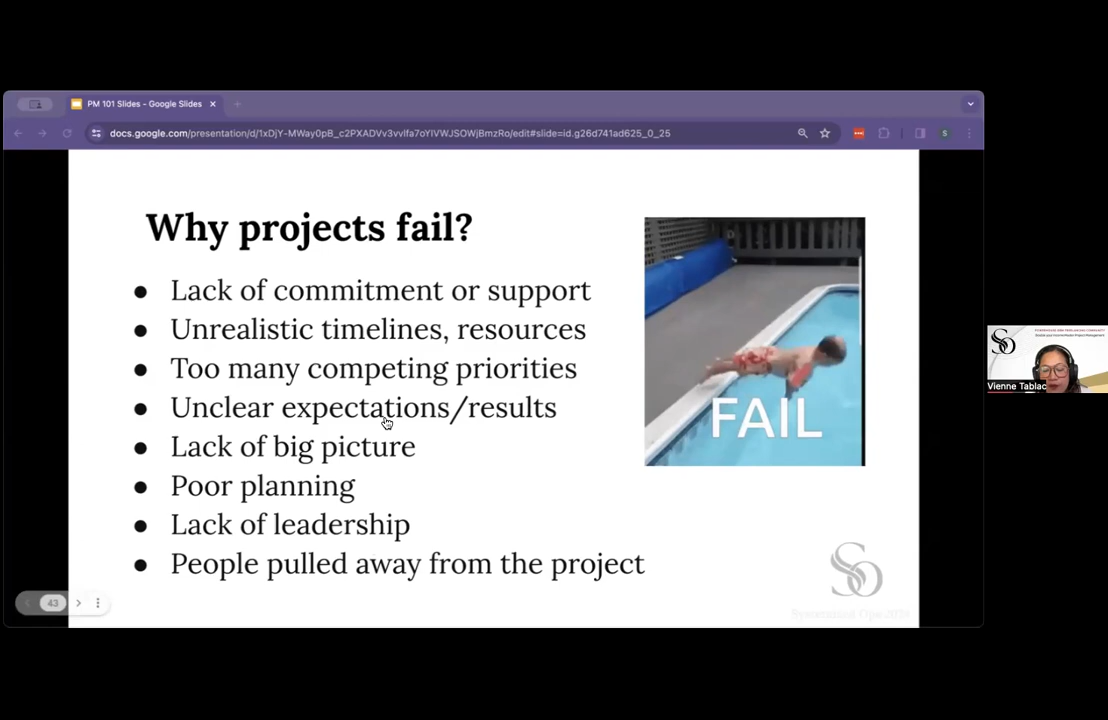 PM 101 Slides - Google Slides
docs.google.com/presentation/d/1xDjY-MWay0pB_c2PXADVv3vvlfa7oYIVWJSOWjBmzRo/edit#slide=id.g26d741ad625_0_25
S
Why projects fail?
● Lack of commitment or support
● Unrealistic timelines, resources
● Too many competing priorities
● Unclear expectations/results
● Lack of big picture
● Poor planning
● Lack of leadership
● People pulled away from the project
FAIL
SO
43
SO
Vienne Tablac